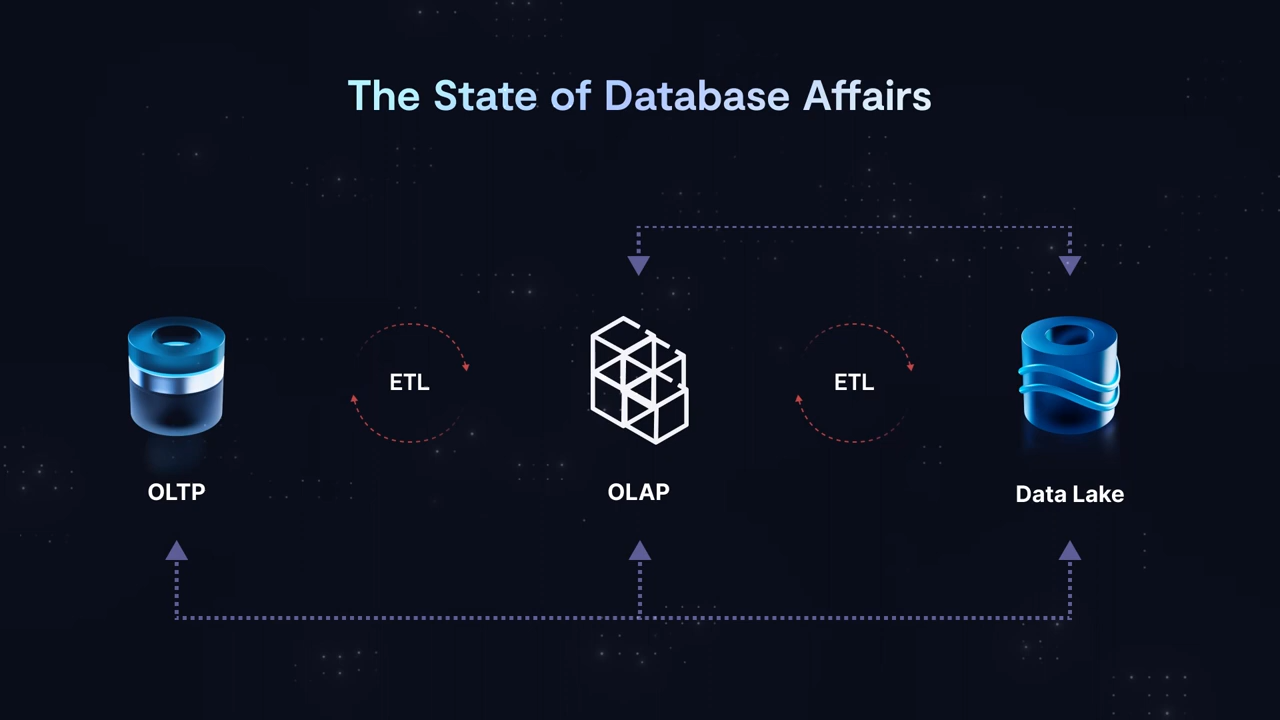 The State of Database Affairs
ETL
ETL
OLTP
OLAP
Data Lake